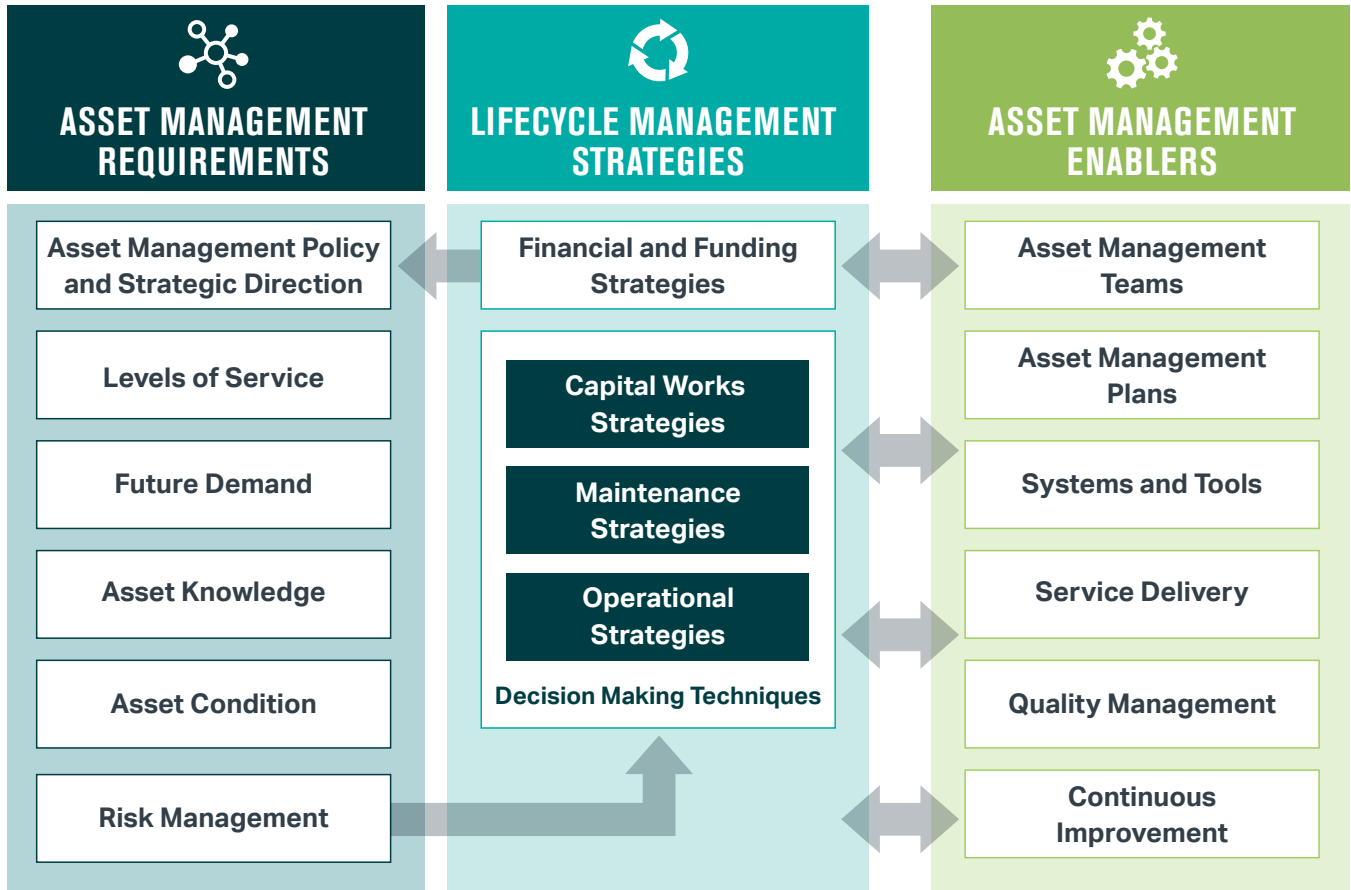 ASSET MANAGEMENT
REQUIREMENTS
Asset Management Policy
and Strategic Direction
Levels of Service
Future Demand
Asset Knowledge
Asset Condition
Risk Management
LIFECYCLE MANAGEMENT
STRATEGIES
Financial and Funding
Strategies
Capital Works
Strategies
Maintenance
Strategies
Operational
Strategies
Decision Making Techniques
ASSET MANAGEMENT
ENABLERS
Asset Management
Teams
Asset Management
Plans
Systems and Tools
Service Delivery
Quality Management
Continuous
Improvement